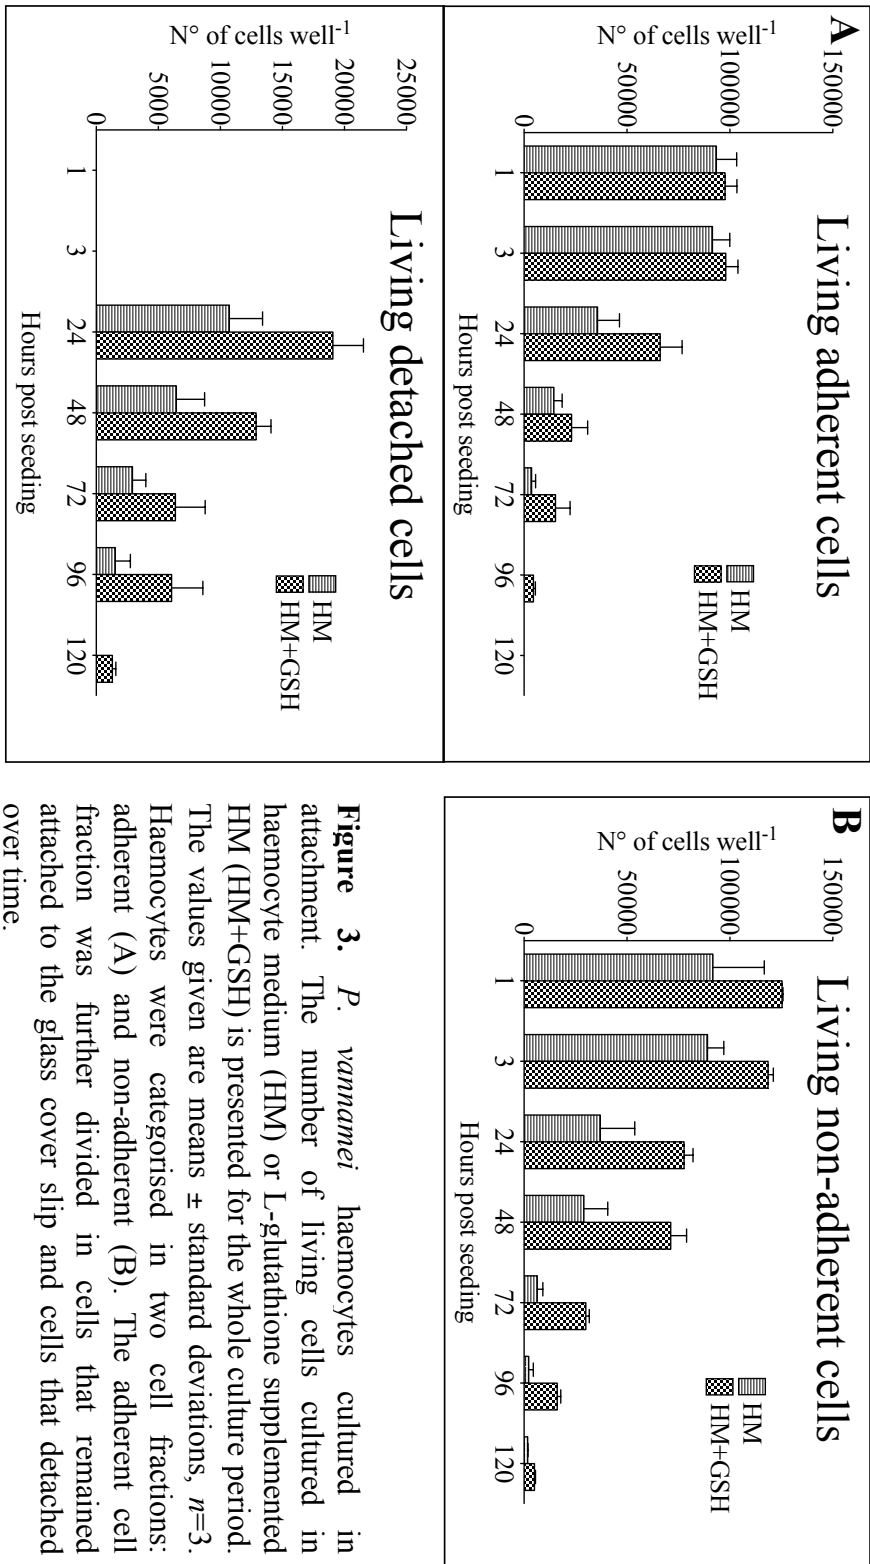 A
Living adherent cells
N° of cells well-1
150000
100000
50000
0
1 3 24 48 72 96 120
Hours post seeding
HM
HM+GSH
Living detached cells
N° of cells well-1
25000
20000
15000
10000
5000
0
1 3 24 48 72 96 120
Hours post seeding
HM
HM+GSH
B
Living non-adherent cells
N° of cells well-1
150000
100000
50000
0
1 3 24 48 72 96 120
Hours post seeding
HM
HM+GSH
Figure 3. P. vannamei haemocytes cultured in
attachment. The number of living cells cultured in
haemocyte medium (HM) or L-glutathione supplemented
HM (HM+GSH) is presented for the whole culture period.
The values given are means ± standard deviations, n=3.
Haemocytes were categorised in two cell fractions:
adherent (A) and non-adherent (B). The adherent cell
fraction was further divided in cells that remained
attached to the glass cover slip and cells that detached
over time.